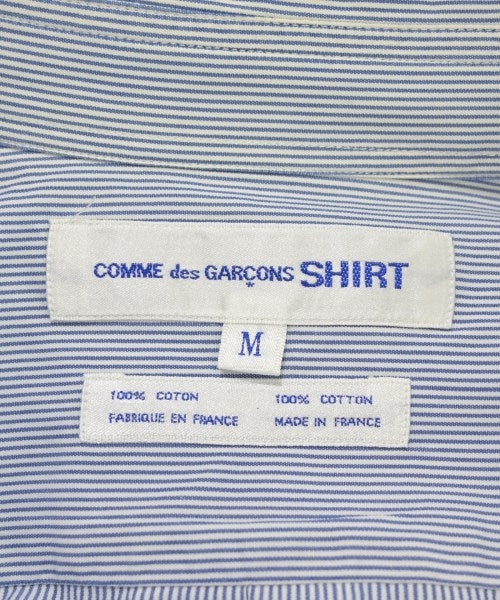 COMME des GARÇONS SHIRT
M
100% COTON 100% COTTON
FABRIQUE EN FRANCE MADE IN FRANCE